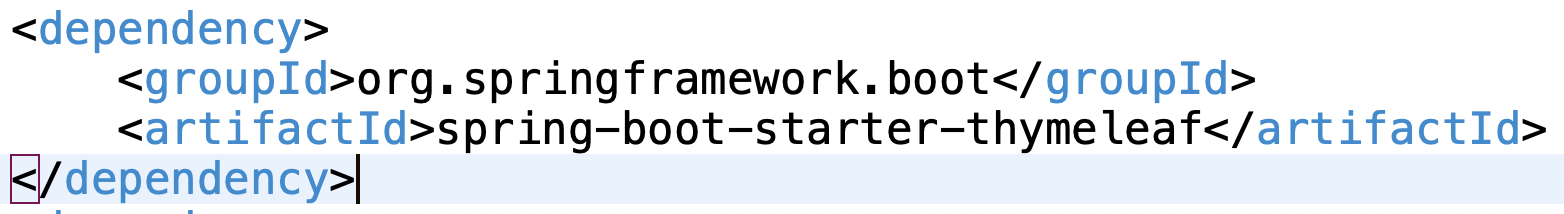 <dependency>
    <groupId>org.springframework.boot</groupId>
    <artifactId>spring-boot-starter-thymeleaf</artifactId>
</dependency>